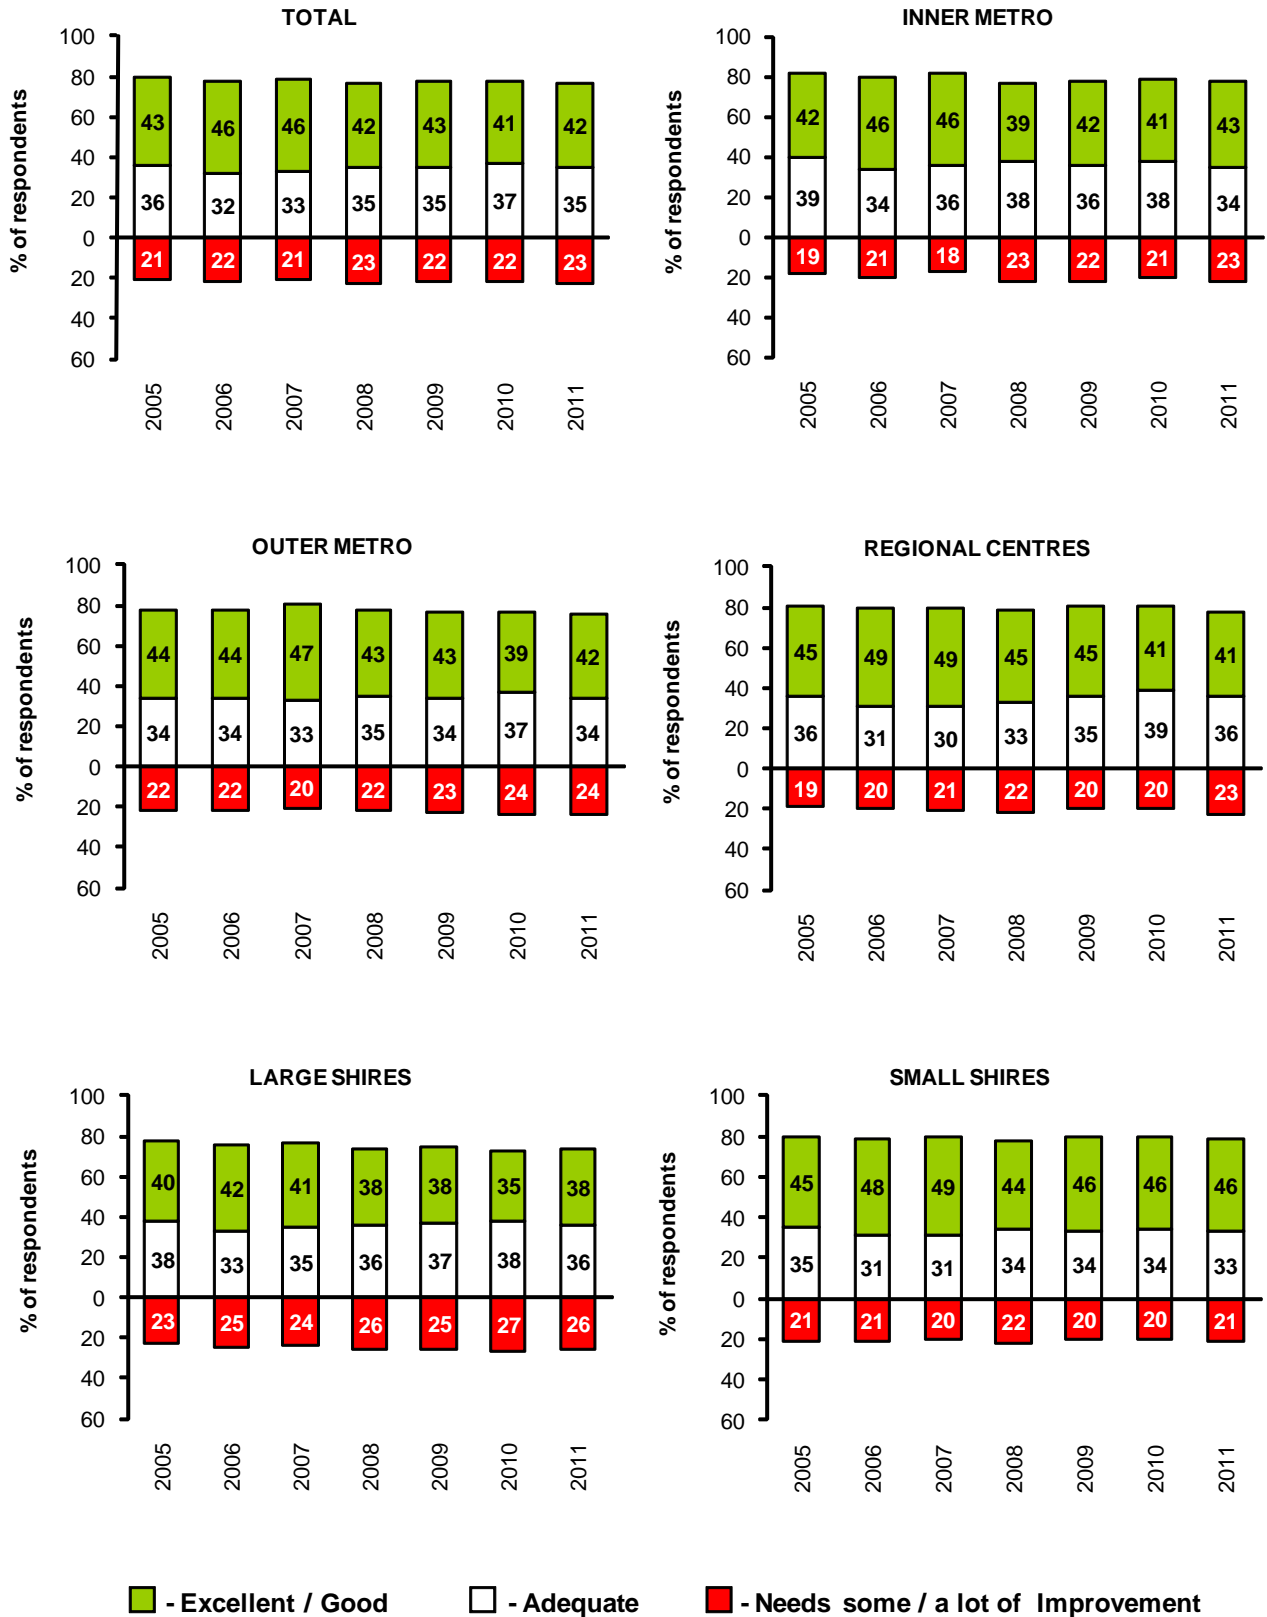 TOTAL
% of respondents
100
80
60
40
20
0
20
40
60
43 46 46 42 43 41 42
36 32 33 35 35 37 35
21 22 21 23 22 22 23
2005 2006 2007 2008 2009 2010 2011
INNER METRO
% of respondents
100
80
60
40
20
0
20
40
60
42 46 46 39 42 41 43
39 34 36 38 36 38 34
19 21 18 23 22 21 23
2005 2006 2007 2008 2009 2010 2011
OUTER METRO
% of respondents
100
80
60
40
20
0
20
40
60
44 44 47 43 43 39 42
34 34 33 35 34 37 34
22 22 20 22 23 24 24
2005 2006 2007 2008 2009 2010 2011
REGIONAL CENTRES
% of respondents
100
80
60
40
20
0
20
40
60
45 49 49 45 45 41 41
36 31 30 33 35 39 36
19 20 21 22 20 20 23
2005 2006 2007 2008 2009 2010 2011
LARGE SHIRES
% of respondents
100
80
60
40
20
0
20
40
60
40 42 41 38 38 35 38
38 33 35 36 37 38 36
23 25 24 26 25 27 26
2005 2006 2007 2008 2009 2010 2011
SMALL SHIRES
% of respondents
100
80
60
40
20
0
20
40
60
45 48 49 44 46 46 46
35 31 31 34 34 34 33
21 21 20 22 20 20 21
2005 2006 2007 2008 2009 2010 2011
- Excellent / Good - Adequate - Needs some / a lot of Improvement